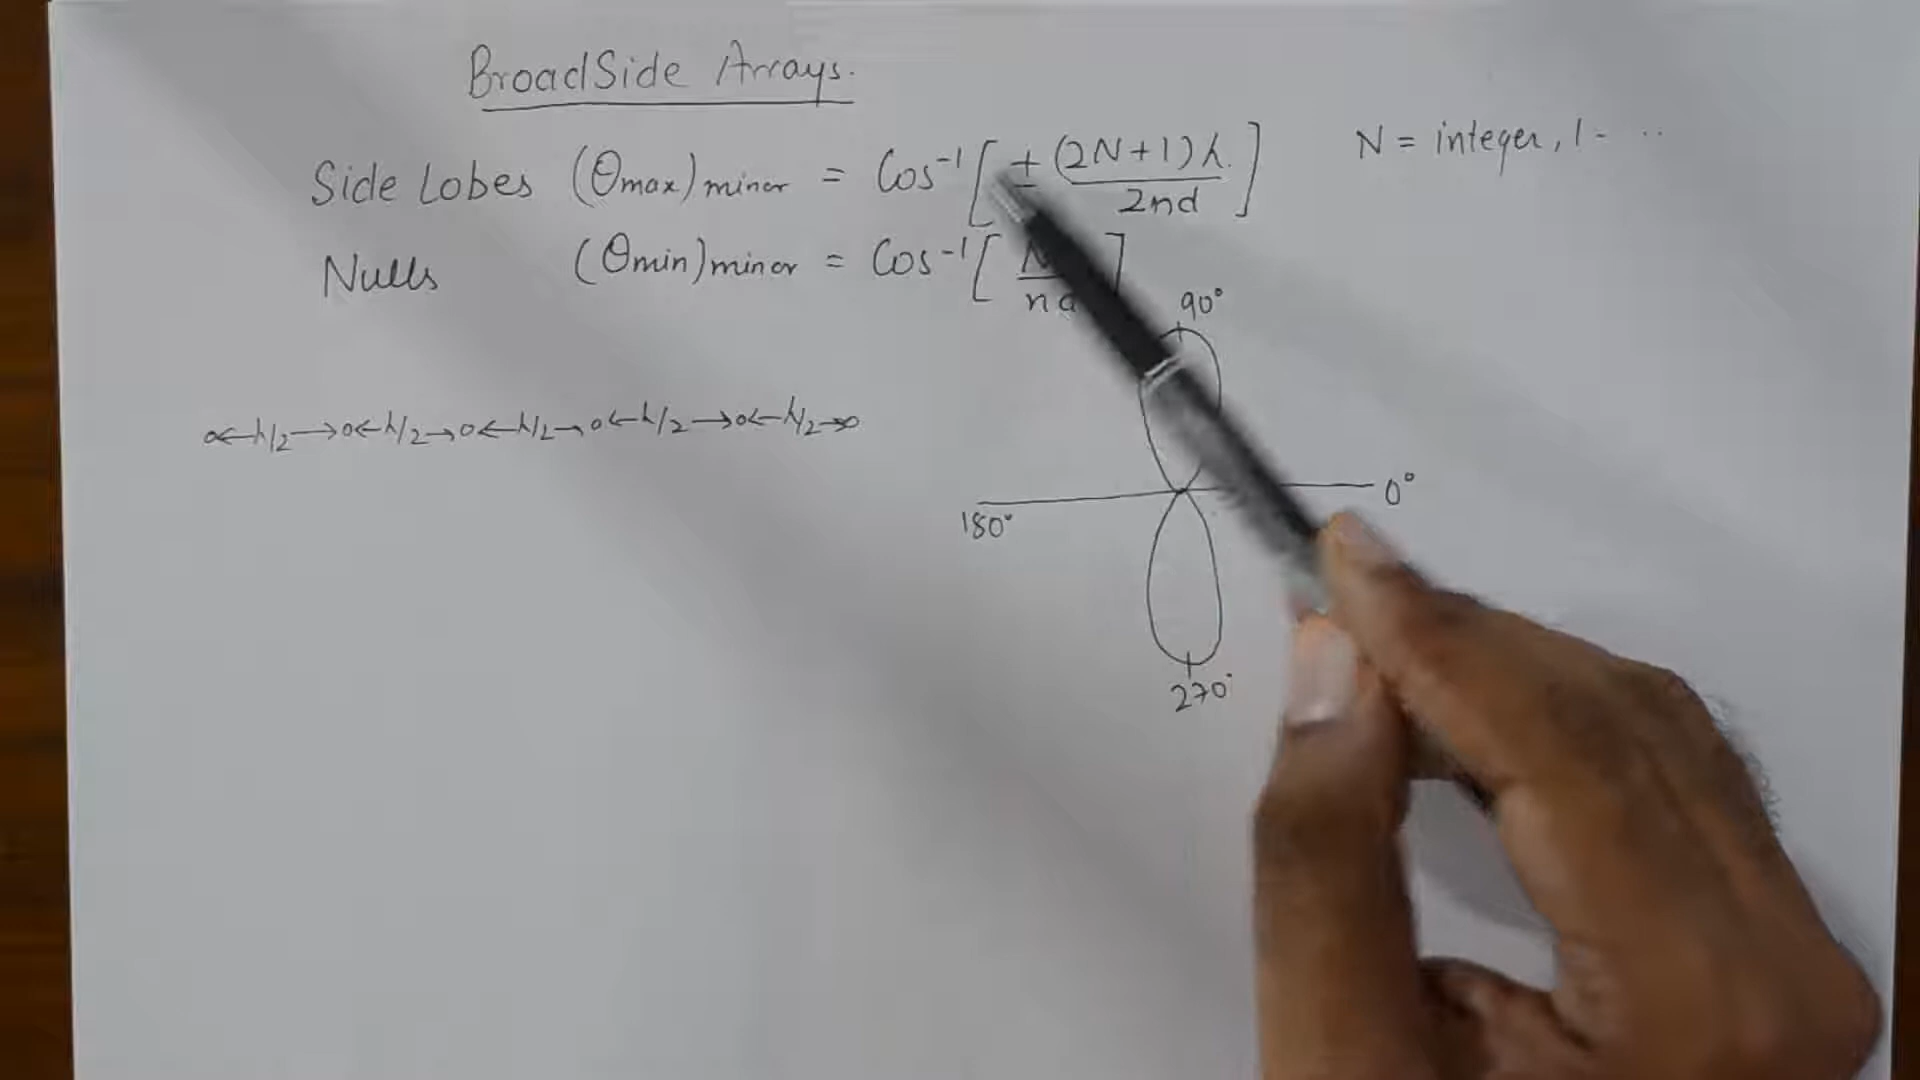 BroadSide Arrays.
Side Lobes (θmax)minor = Cos⁻¹[± (2N+1)λ / 2nd] N = integer, 1- ..
Nulls (θmin)minor = Cos⁻¹[N / nd]
90°
o←λ/2→o←λ/2→o←λ/2→o←λ/2→o←λ/2→o
0°
180°
270°